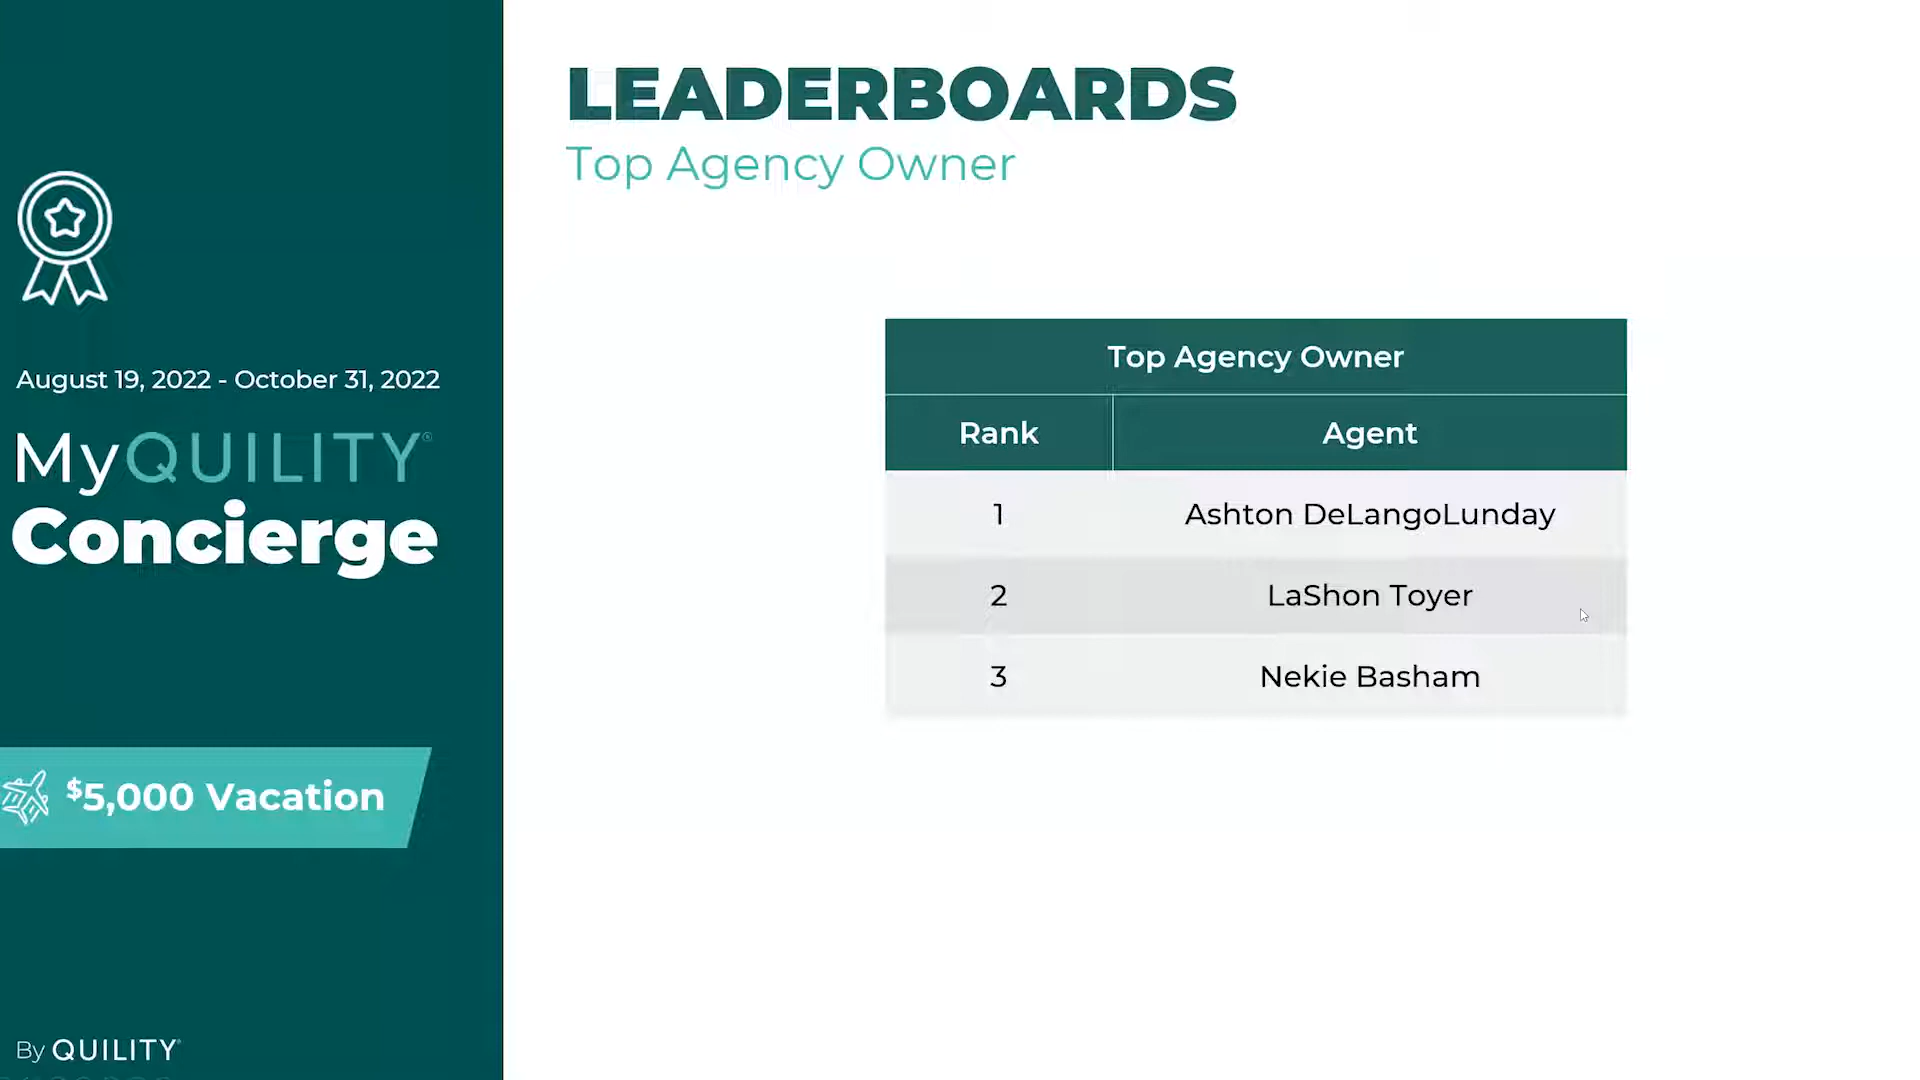 August 19, 2022 - October 31, 2022
MyQUILITY®
Concierge
$5,000 Vacation
By QUILITY
LEADERBOARDS
Top Agency Owner
Top Agency Owner
Rank Agent
1 Ashton DeLangoLunday
2 LaShon Toyer
3 Nekie Basham